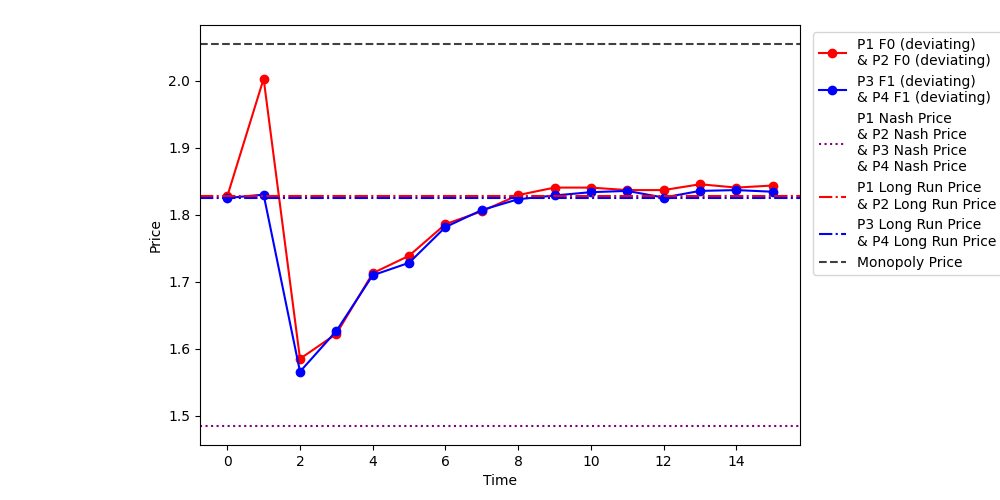 2.0
1.9
1.8
1.7
1.6
1.5
Price
0 2 4 6 8 10 12 14
Time
P1 F0 (deviating)
& P2 F0 (deviating)
P3 F1 (deviating)
& P4 F1 (deviating)
P1 Nash Price
& P2 Nash Price
& P3 Nash Price
& P4 Nash Price
P1 Long Run Price
& P2 Long Run Price
P3 Long Run Price
& P4 Long Run Price
Monopoly Price